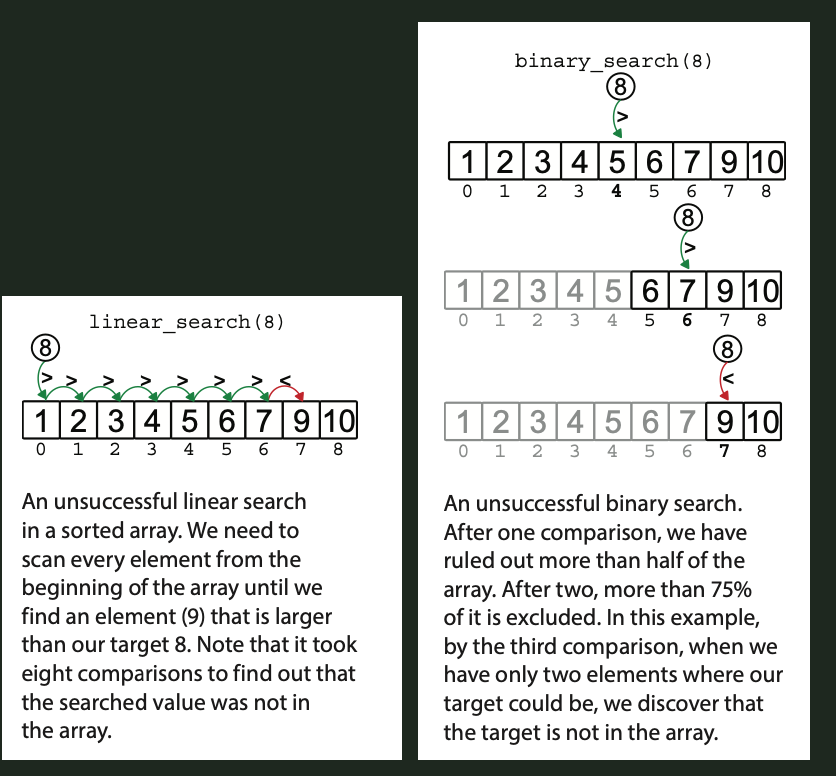 linear_search(8)
8
> > > > > > > <
1 2 3 4 5 6 7 9 10
0 1 2 3 4 5 6 7 8
An unsuccessful linear search
in a sorted array. We need to
scan every element from the
beginning of the array until we
find an element (9) that is larger
than our target 8. Note that it took
eight comparisons to find out that
the searched value was not in
the array.
binary_search(8)
8
>
1 2 3 4 5 6 7 9 10
0 1 2 3 4 5 6 7 8
8
>
1 2 3 4 5 6 7 9 10
0 1 2 3 4 5 6 7 8
8
<
1 2 3 4 5 6 7 9 10
0 1 2 3 4 5 6 7 8
An unsuccessful binary search.
After one comparison, we have
ruled out more than half of the
array. After two, more than 75%
of it is excluded. In this example,
by the third comparison, when we
have only two elements where our
target could be, we discover that
the target is not in the array.